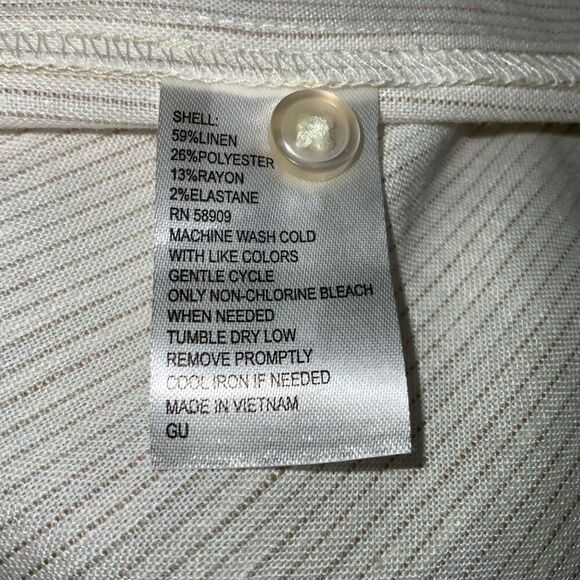 SHELL:
59%LINEN
26%POLYESTER
13%RAYON
2%ELASTANE
RN 58909
MACHINE WASH COLD
WITH LIKE COLORS
GENTLE CYCLE
ONLY NON-CHLORINE BLEACH
WHEN NEEDED
TUMBLE DRY LOW
REMOVE PROMPTLY
COOL IRON IF NEEDED
MADE IN VIETNAM
GU